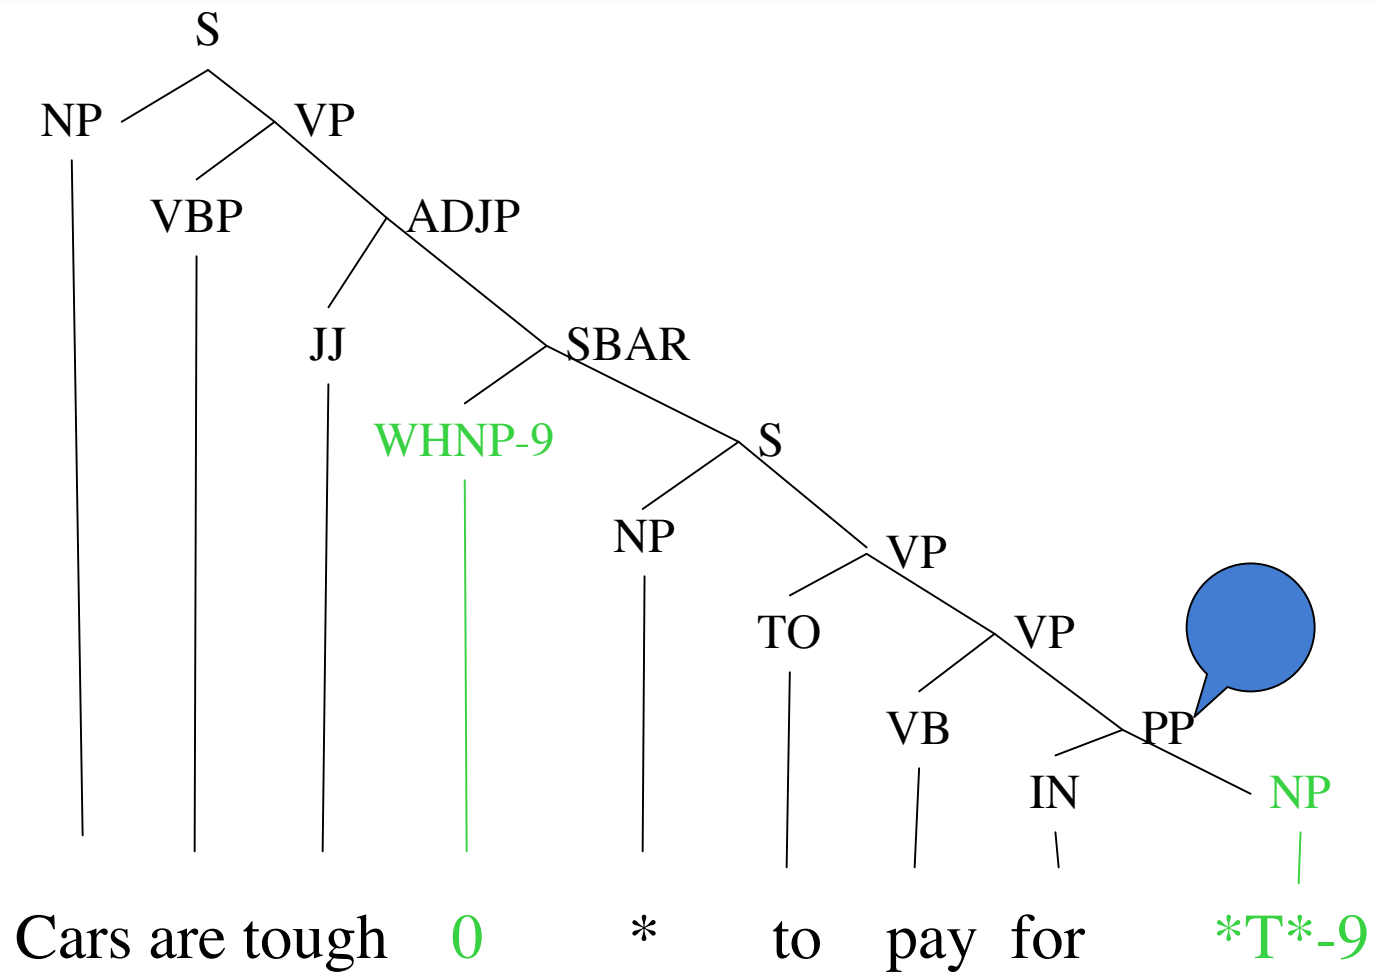 S
NP VP
VBP ADJP
JJ SBAR
WHNP-9 S
NP VP
TO VP
VB PP
IN NP
Cars are tough 0 * to pay for *T*-9